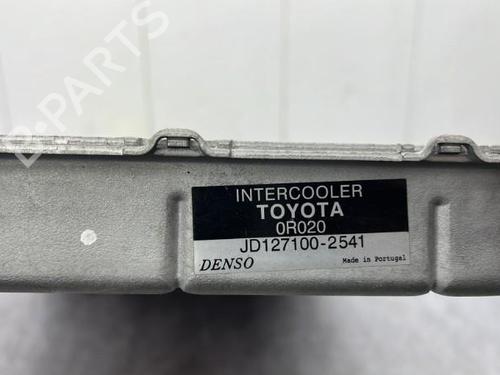 B-PARTS
INTERCOOLER
TOYOTA
0R020
JD127100-2541
DENSO
Made in Portugal